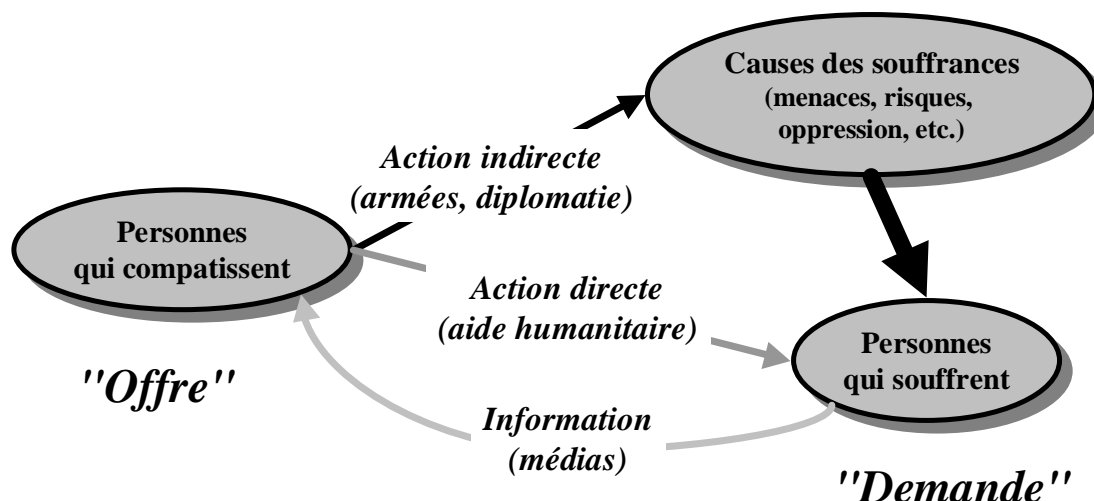 Causes des souffrances
(menaces, risques,
oppression, etc.)
Action indirecte
(armées, diplomatie)
Personnes
qui compatissent
Action directe
(aide humanitaire)
Personnes
qui souffrent
"Offre"
Information
(médias)
"Demande"